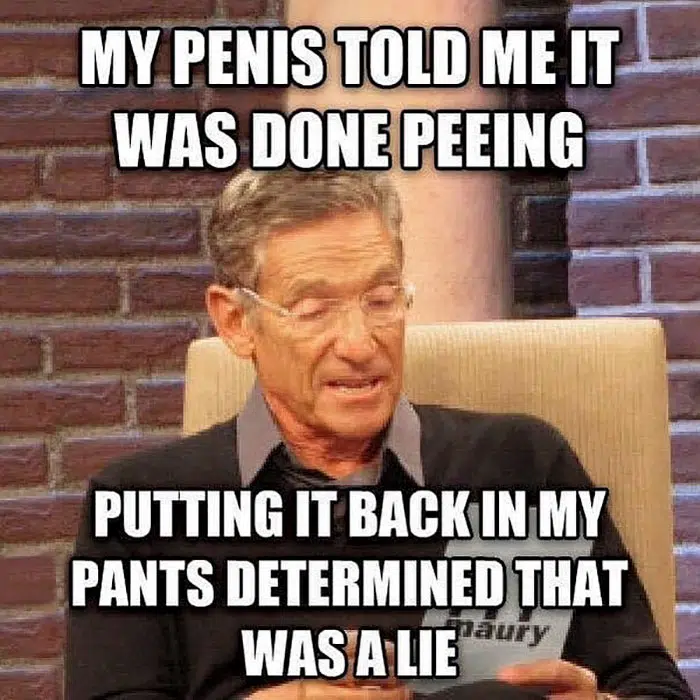 MY PENIS TOLD ME IT
WAS DONE PEEING
PUTTING IT BACK IN MY
PANTS DETERMINED THAT
maury
WAS A LIE